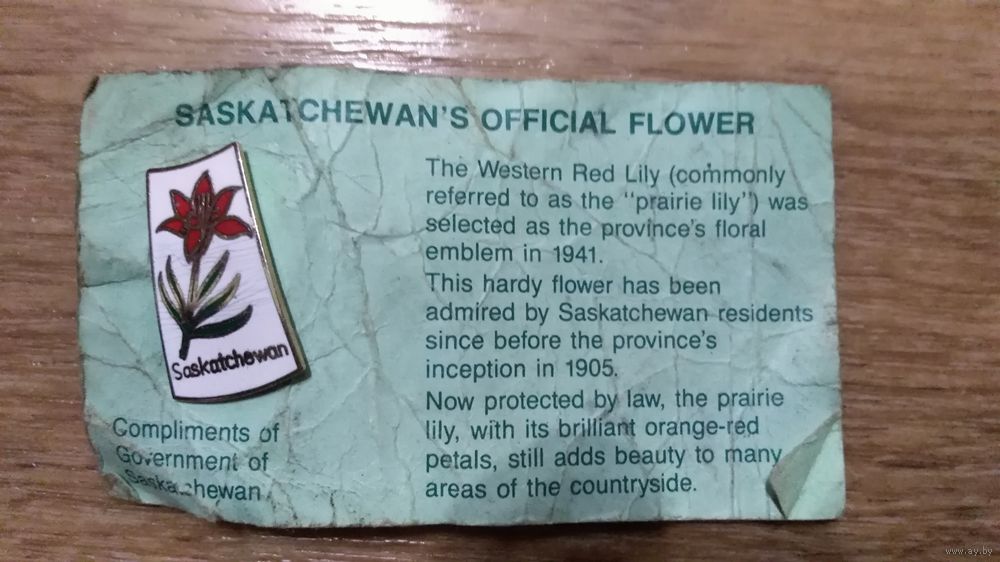 SASKATCHEWAN'S OFFICIAL FLOWER
Saskatchewan
Compliments of
Government of
Saskatchewan
The Western Red Lily (commonly
referred to as the "prairie lily") was
selected as the province's floral
emblem in 1941.
This hardy flower has been
admired by Saskatchewan residents
since before the province's
inception in 1905.
Now protected by law, the prairie
lily, with its brilliant orange-red
petals, still adds beauty to many
areas of the countryside.
www.ay.by